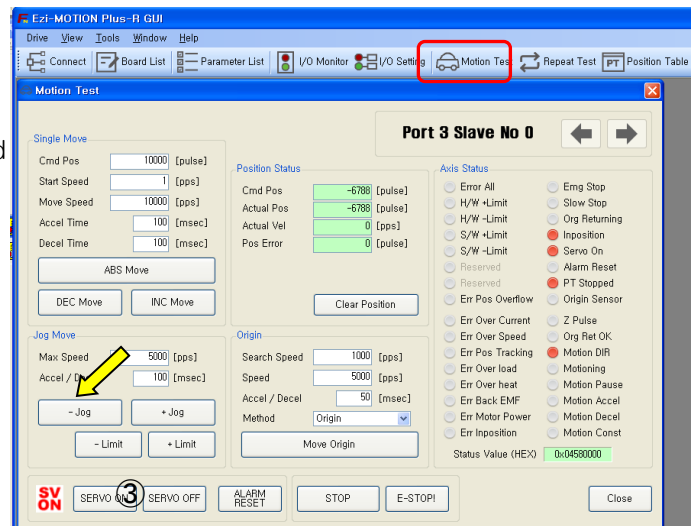 Ezi-MOTION Plus-R GUI
Drive View Tools Window Help
Connect Board List Parameter List I/O Monitor I/O Setting Motion Test Repeat Test PT Position Table
Motion Test
Port 3 Slave No 0
Single Move
Cmd Pos 10000 [pulse]
Start Speed 1 [pps]
Move Speed 10000 [pps]
Accel Time 100 [msec]
Decel Time 100 [msec]
ABS Move
DEC Move INC Move
Position Status
Cmd Pos -6788 [pulse]
Actual Pos -6788 [pulse]
Actual Vel 0 [pps]
Pos Error 0 [pulse]
Clear Position
Jog Move
Max Speed 5000 [pps]
Accel / D 100 [msec]
- Jog + Jog
- Limit + Limit
Origin
Search Speed 1000 [pps]
Speed 5000 [pps]
Accel / Decel 50 [msec]
Method Origin
Move Origin
Axis Status
Error All Emg Stop
H/W +Limit Slow Stop
H/W -Limit Org Returning
S/W +Limit Inposition
S/W -Limit Servo On
Reserved Alarm Reset
Reserved PT Stopped
Err Pos Overflow Origin Sensor
Err Over Current Z Pulse
Err Over Speed Org Ret OK
Err Pos Tracking Motion DIR
Err Over load Motioning
Err Over heat Motion Pause
Err Back EMF Motion Accel
Err Motor Power Motion Decel
Err Inposition Motion Const
Status Value (HEX) 0x04580000
SV ON SERVO ON ③ SERVO OFF ALARM RESET STOP E-STOP! Close